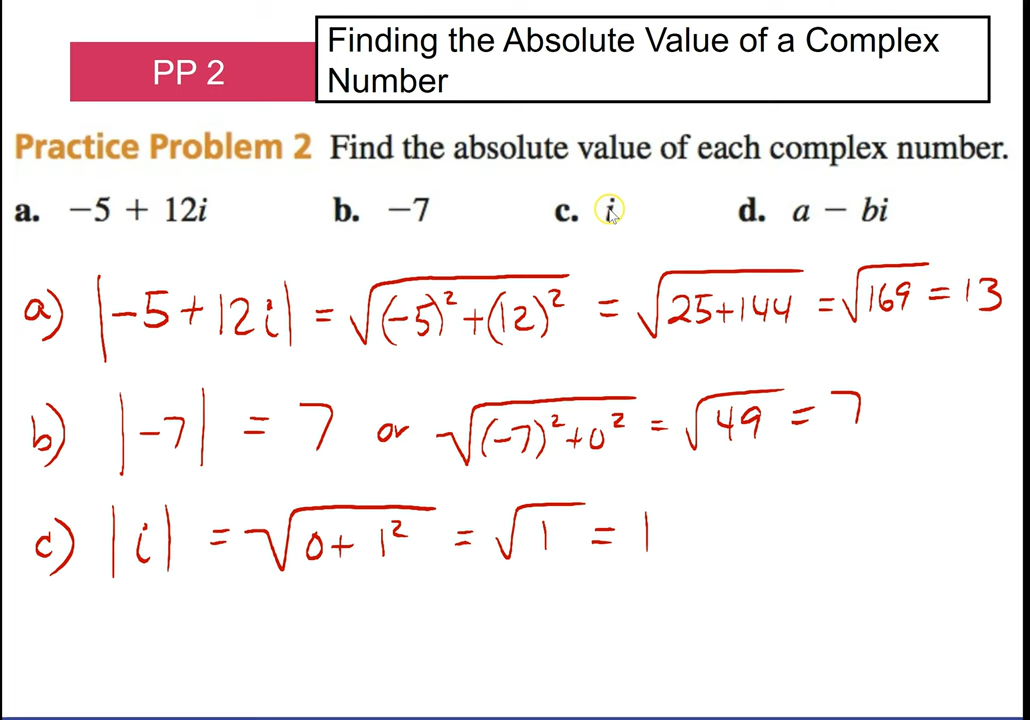 PP 2
Finding the Absolute Value of a Complex
Number
Practice Problem 2 Find the absolute value of each complex number.
a. −5 + 12i b. −7 c. i d. a − bi
a) |−5+12i| = √((−5)²+(12)²) = √(25+144) = √169 = 13
b) |−7| = 7 or √((−7)²+0²) = √49 = 7
c) |i| = √(0+1²) = √1 = 1